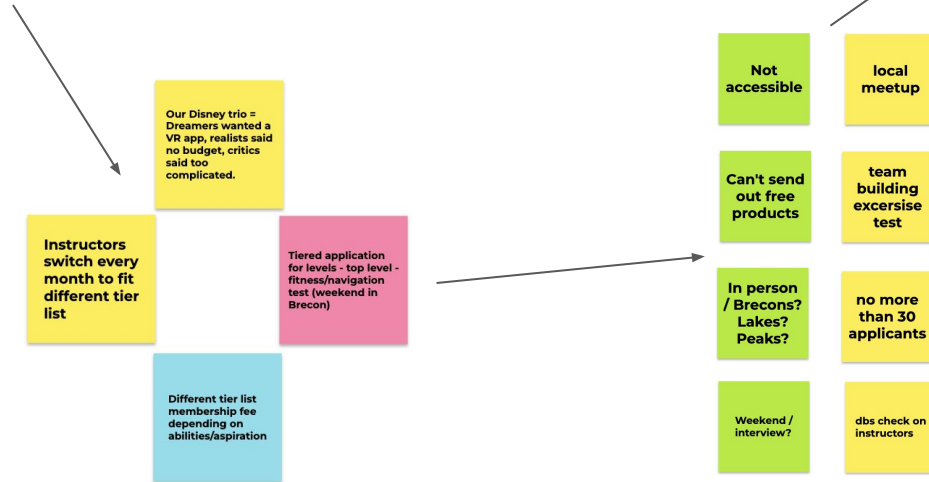 Our Disney trio =
Dreamers wanted a
VR app, realists said
no budget, critics
said too
complicated.
Instructors
switch every
month to fit
different tier
list
Tiered application
for levels - top level -
fitness/navigation
test (weekend in
Brecon)
Different tier list
membership fee
depending on
abilities/aspiration
Not
accessible
local
meetup
Can't send
out free
products
team
building
excersise
test
In person
/ Brecons?
Lakes?
Peaks?
no more
than 30
applicants
Weekend /
interview?
dbs check on
instructors